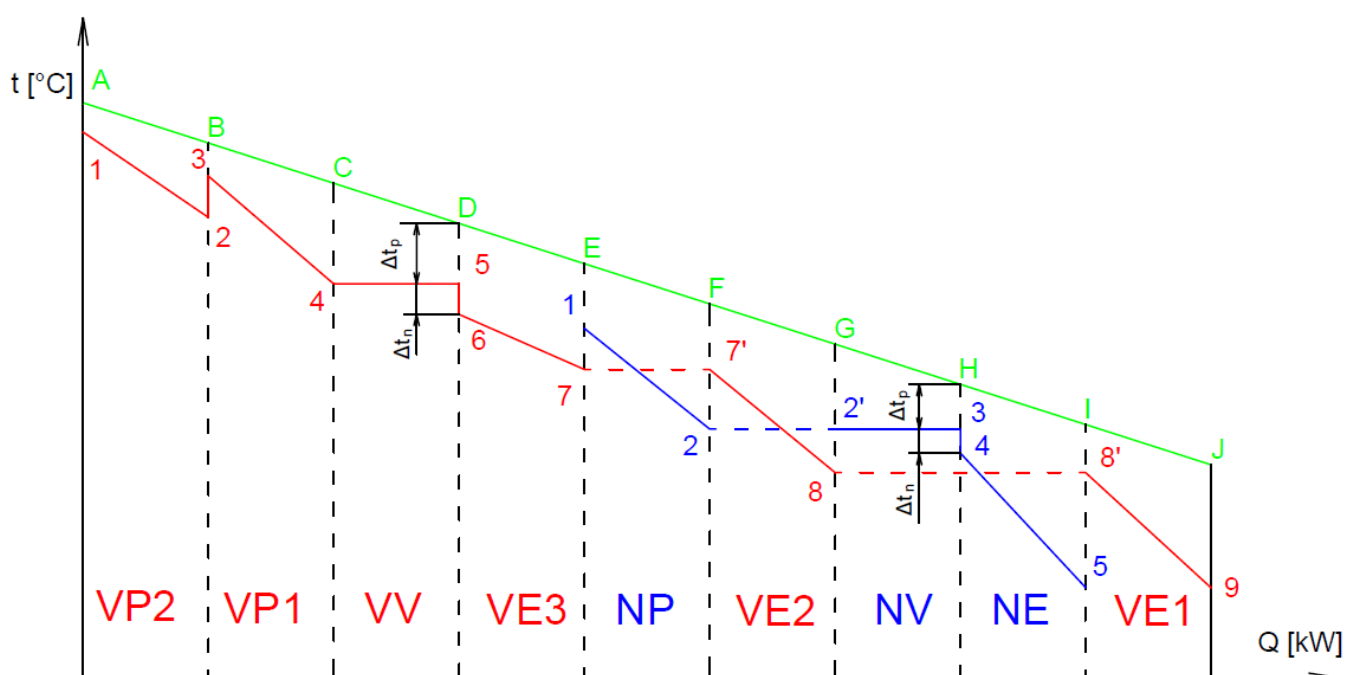 t [°C]
A
B
C
D
E
F
G
H
I
J
1
2
3
4
5
6
7
7'
8
8'
9
1
2
2'
3
4
5
Δtₚ
Δtₙ
Δtₚ
Δtₙ
VP2
VP1
VV
VE3
NP
VE2
NV
NE
VE1
Q [kW]